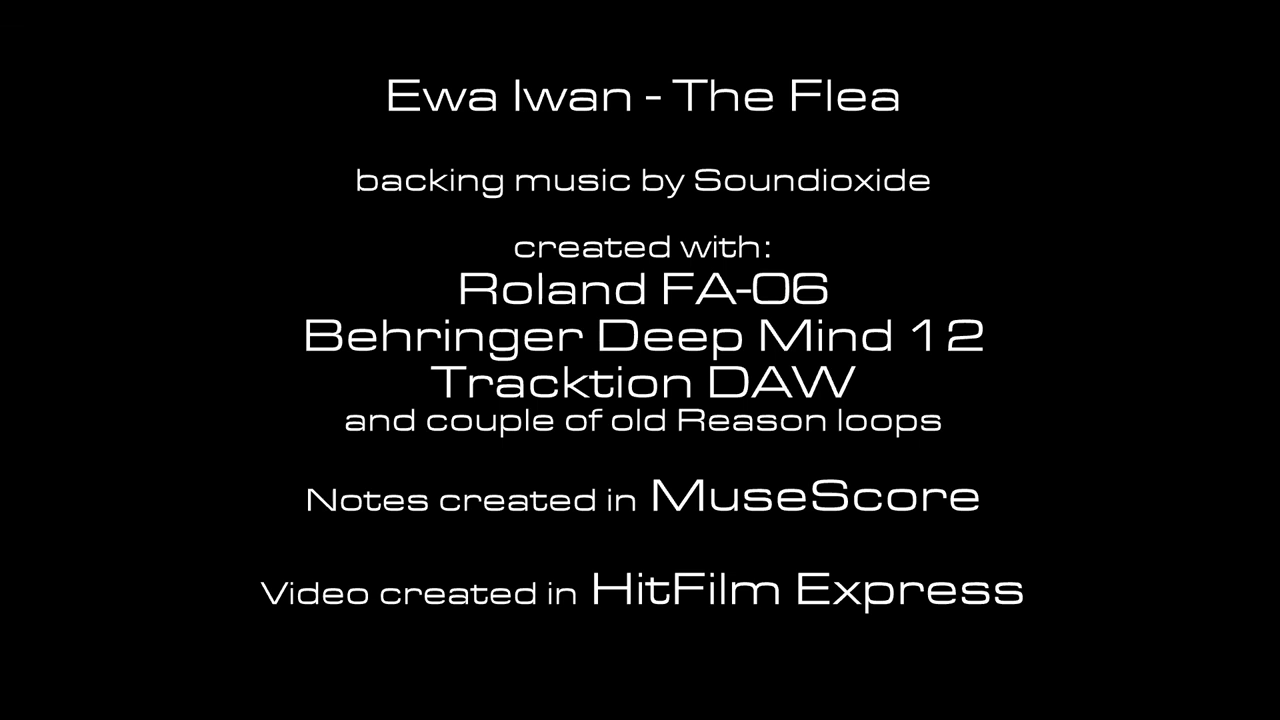 Ewa Iwan - The Flea
backing music by Soundioxide
created with:
Roland FA-06
Behringer Deep Mind 12
Tracktion DAW
and couple of old Reason loops
Notes created in MuseScore
Video created in HitFilm Express